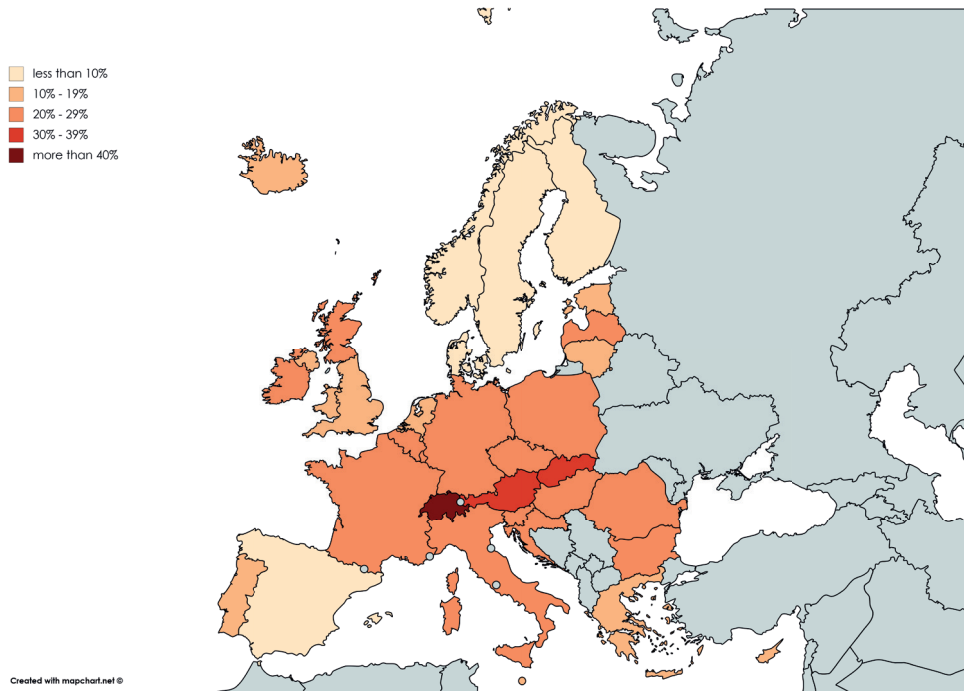 less than 10%
10% - 19%
20% - 29%
30% - 39%
more than 40%
Created with mapchart.net ©